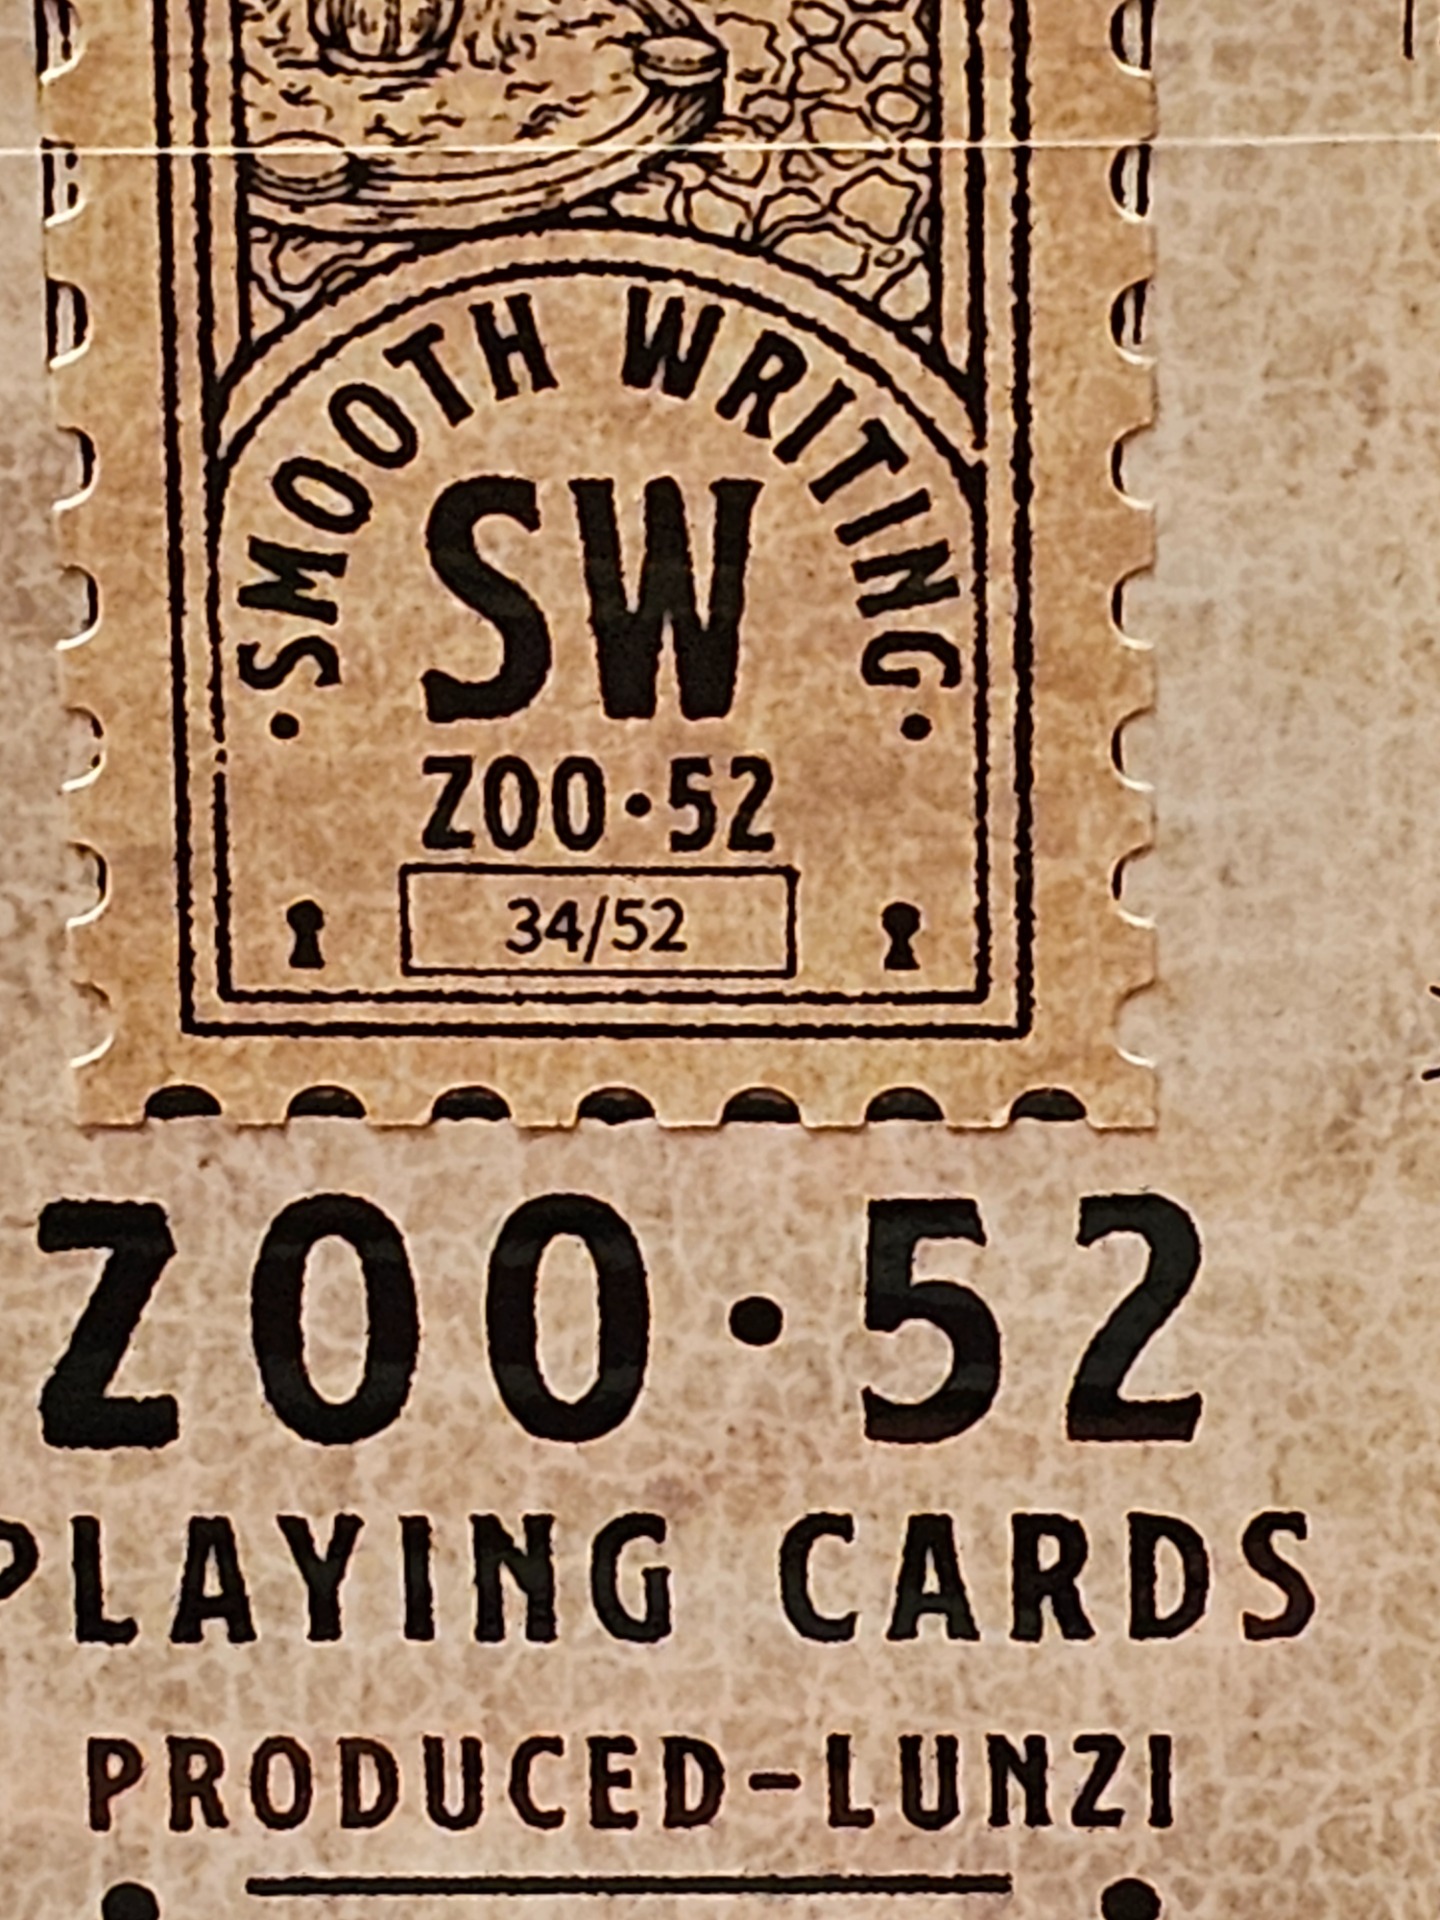 ·SMOOTH WRITING·
SW
ZOO·52
34/52
ZOO·52
PLAYING CARDS
PRODUCED-LUNZI